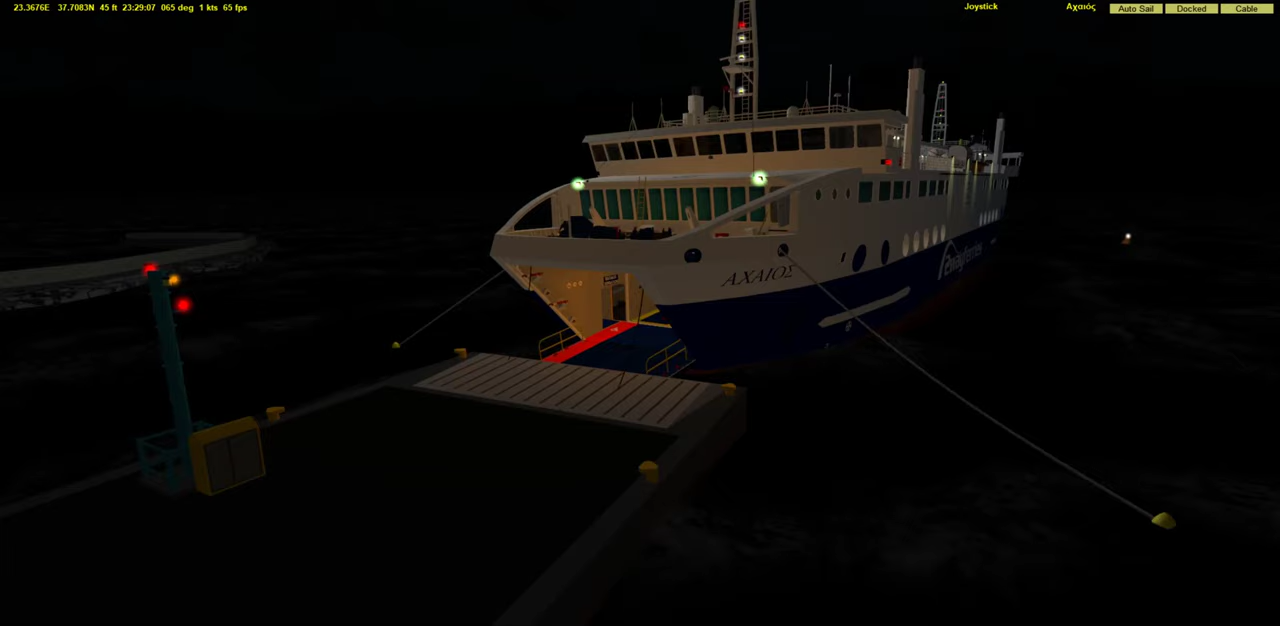 23.3676E 37.7083N 45 ft 23:29:07 065 deg 1 kts 65 fps
Joystick
Αχαιός
Auto Sail
Docked
Cable
ΑΧΑΙΟΣ
2wayferries